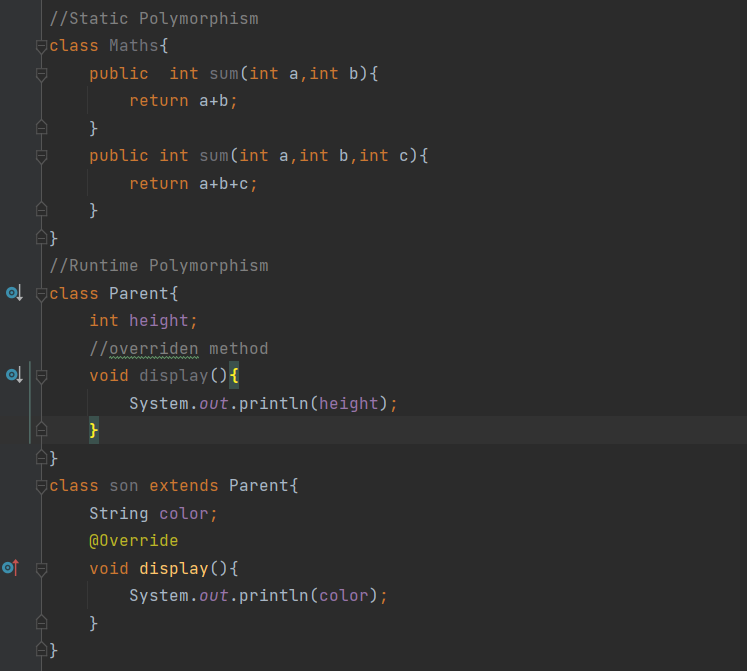 //Static Polymorphism
class Maths{
    public  int sum(int a,int b){
        return a+b;
    }
    public int sum(int a,int b,int c){
        return a+b+c;
    }
}
//Runtime Polymorphism
class Parent{
    int height;
    //overriden method
    void display(){
        System.out.println(height);
    }
}
class son extends Parent{
    String color;
    @Override
    void display(){
        System.out.println(color);
    }
}